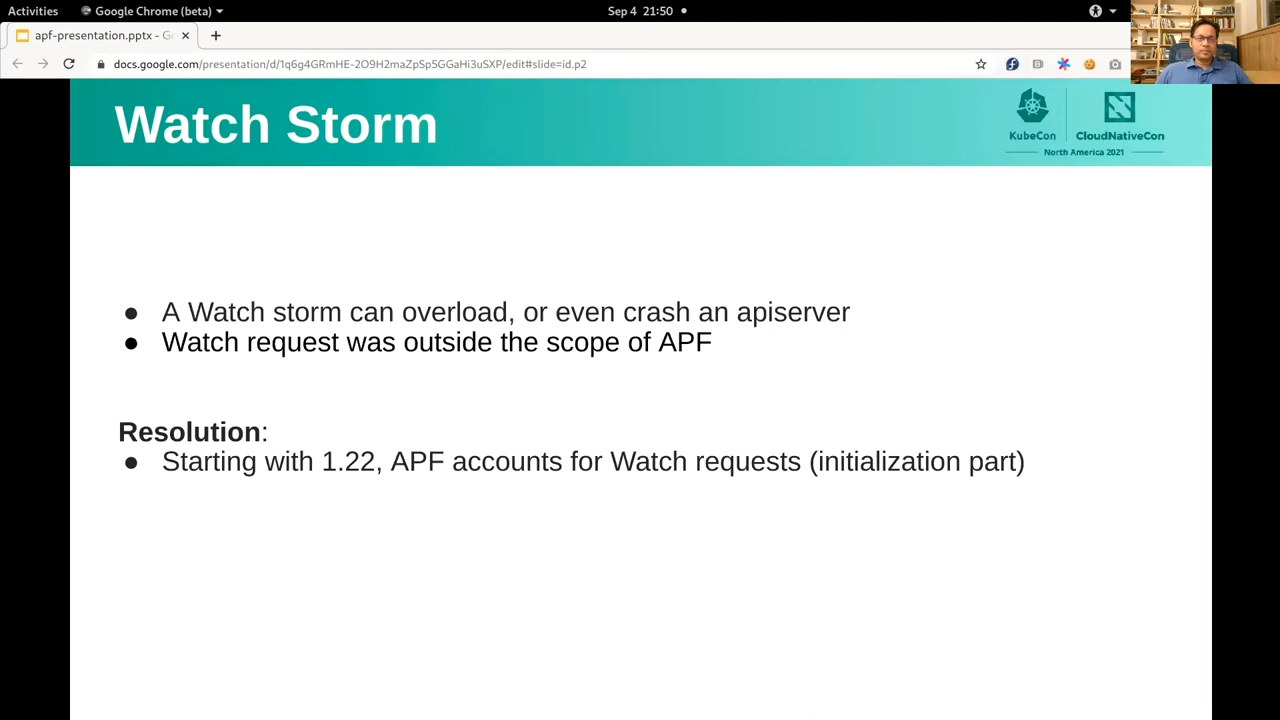 Activities
Google Chrome (beta)
Sep 4 21:50
apf-presentation.pptx - Go
docs.google.com/presentation/d/1q6g4GRmHE-2O9H2maZpSp5GGaHi3uSXP/edit#slide=id.p2
Watch Storm
KubeCon
CloudNativeCon
North America 2021
● A Watch storm can overload, or even crash an apiserver
● Watch request was outside the scope of APF
Resolution:
● Starting with 1.22, APF accounts for Watch requests (initialization part)